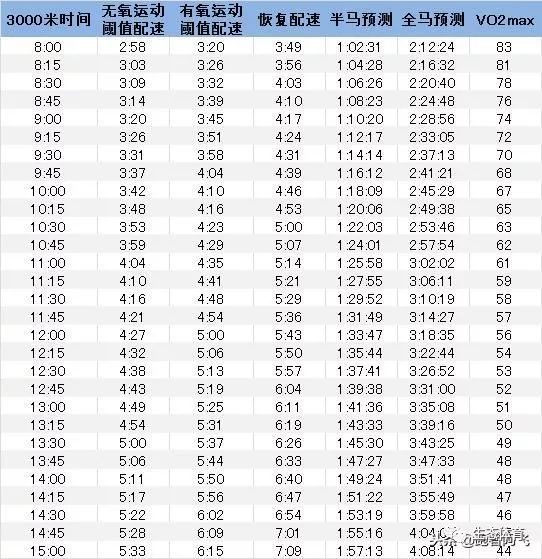 3000米时间 无氧运动 閾值配速 有氧运动 閾值配速 恢复配速 半马预测 全马预测 VO2max
8:00 2:58 3:20 3:49 1:02:31 2:12:24 83
8:15 3:03 3:26 3:56 1:04:28 2:16:32 81
8:30 3:09 3:32 4:03 1:06:26 2:20:40 78
8:45 3:14 3:39 4:10 1:08:23 2:24:48 76
9:00 3:20 3:45 4:17 1:10:20 2:28:56 74
9:15 3:26 3:51 4:24 1:12:17 2:33:05 72
9:30 3:31 3:58 4:31 1:14:14 2:37:13 70
9:45 3:37 4:04 4:39 1:16:12 2:41:21 68
10:00 3:42 4:10 4:46 1:18:09 2:45:29 67
10:15 3:48 4:16 4:53 1:20:06 2:49:38 65
10:30 3:53 4:23 5:00 1:22:03 2:53:46 63
10:45 3:59 4:29 5:07 1:24:01 2:57:54 62
11:00 4:04 4:35 5:14 1:25:58 3:02:02 61
11:15 4:10 4:41 5:21 1:27:55 3:06:11 59
11:30 4:16 4:48 5:29 1:29:52 3:10:19 58
11:45 4:21 4:54 5:36 1:31:49 3:14:27 57
12:00 4:27 5:00 5:43 1:33:47 3:18:35 56
12:15 4:32 5:06 5:50 1:35:44 3:22:44 54
12:30 4:38 5:13 5:57 1:37:41 3:26:52 53
12:45 4:43 5:19 6:04 1:39:38 3:31:00 52
13:00 4:49 5:25 6:11 1:41:36 3:35:08 51
13:15 4:54 5:31 6:19 1:43:33 3:39:16 50
13:30 5:00 5:37 6:26 1:45:30 3:43:25 49
13:45 5:06 5:44 6:33 1:47:27 3:47:33 48
14:00 5:11 5:50 6:40 1:49:24 3:51:41 48
14:15 5:17 5:56 6:47 1:51:22 3:55:49 47
14:30 5:22 6:02 6:54 1:53:19 3:59:58 46
14:45 5:28 6:09 7:01 1:55:16
15:00 5:33 6:15 7:09 1:57:13 4:08:14 44
生态体育